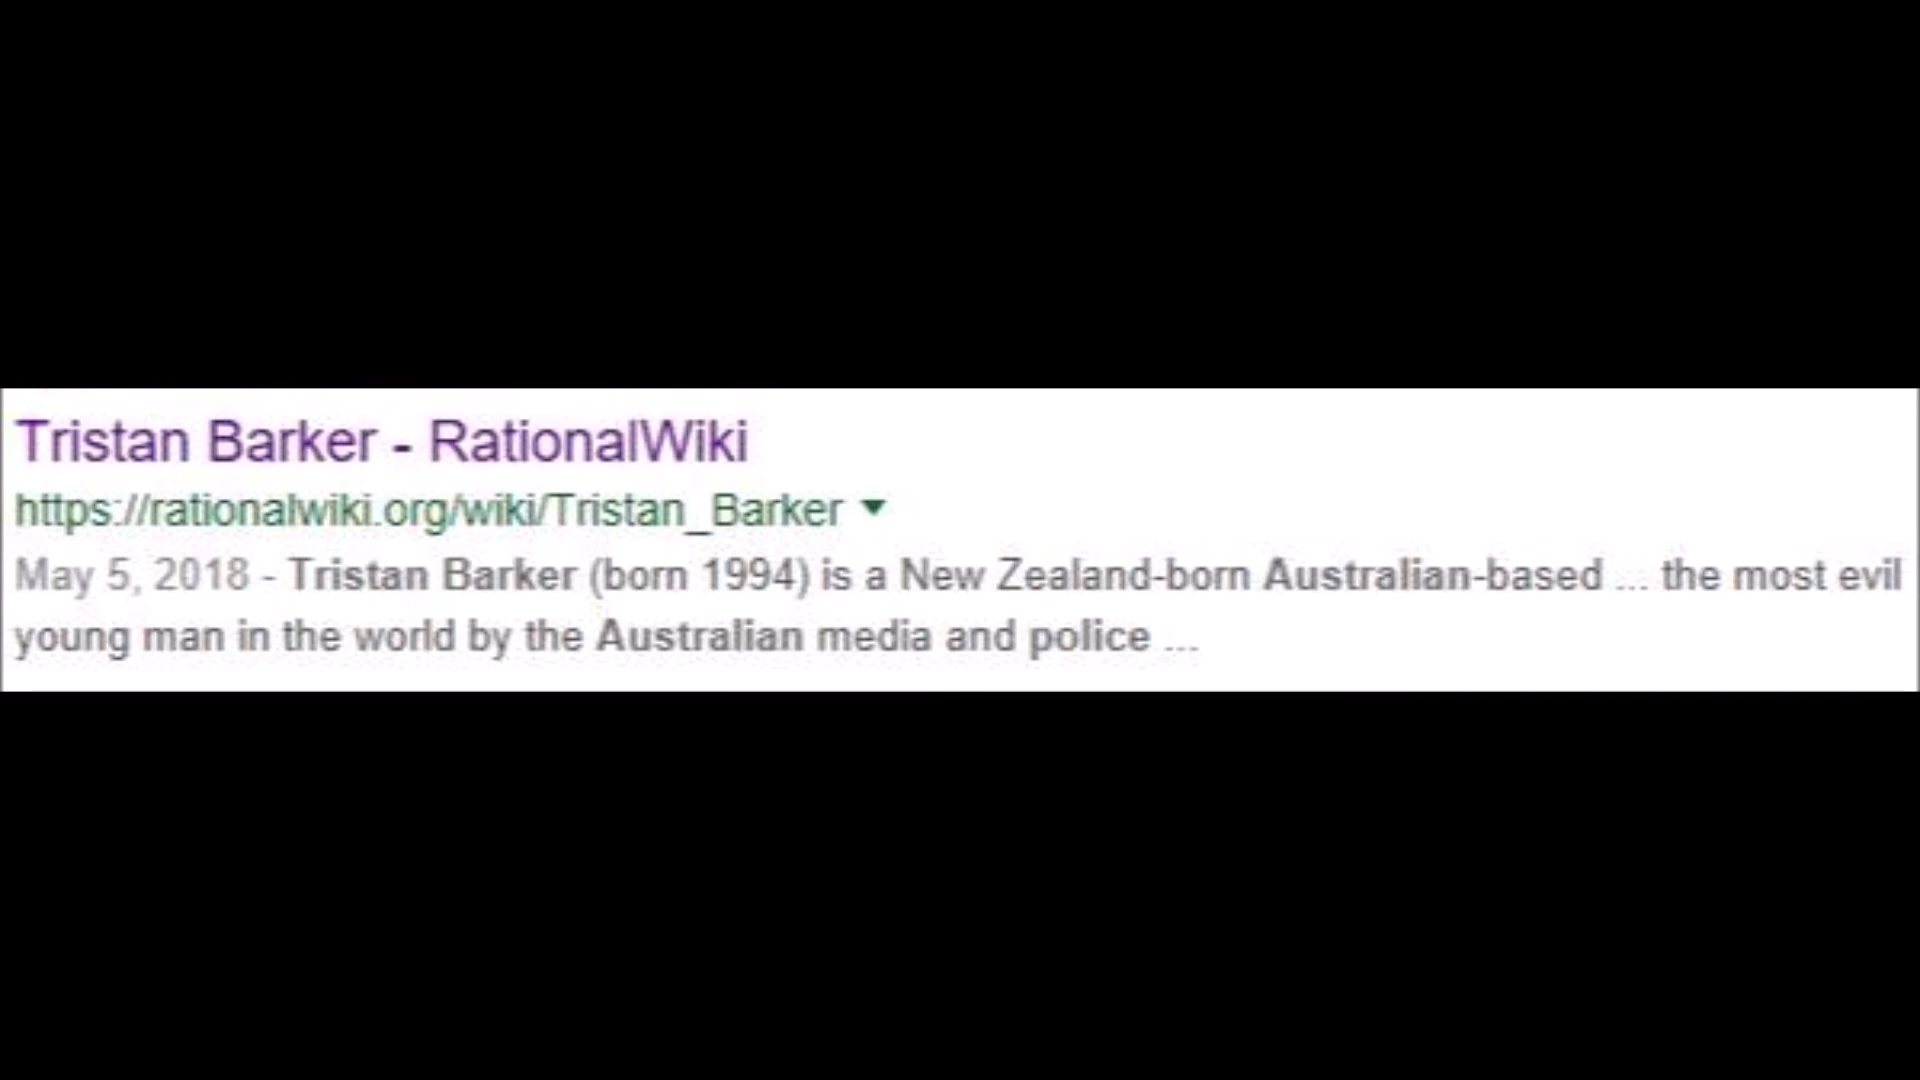 Tristan Barker - RationalWiki
https://rationalwiki.org/wiki/Tristan_Barker
May 5, 2018 - Tristan Barker (born 1994) is a New Zealand-born Australian-based ... the most evil
young man in the world by the Australian media and police ...